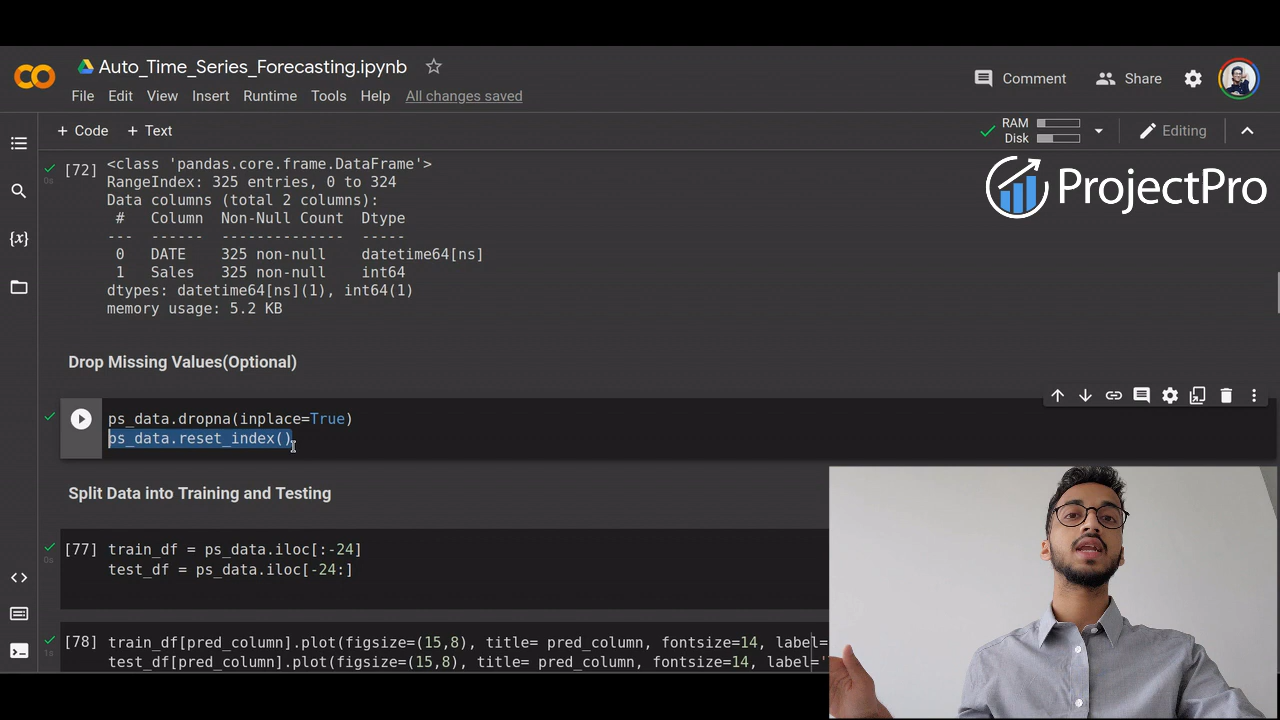 Auto_Time_Series_Forecasting.ipynb
Comment
Share
File Edit View Insert Runtime Tools Help All changes saved
+ Code + Text
RAM
Disk
Editing
ProjectPro
[72] <class 'pandas.core.frame.DataFrame'>
RangeIndex: 325 entries, 0 to 324
Data columns (total 2 columns):
# Column Non-Null Count Dtype
--- ------ -------------- -----
0 DATE 325 non-null datetime64[ns]
1 Sales 325 non-null int64
dtypes: datetime64[ns](1), int64(1)
memory usage: 5.2 KB
0s
Drop Missing Values(Optional)
ps_data.dropna(inplace=True)
ps_data.reset_index()
Split Data into Training and Testing
[77] train_df = ps_data.iloc[:-24]
0s
test_df = ps_data.iloc[-24:]
[78] train_df[pred_column].plot(figsize=(15,8), title= pred_column, fontsize=14, label=
1s
test_df[pred_column].plot(figsize=(15,8), title= pred_column, fontsize=14, label='